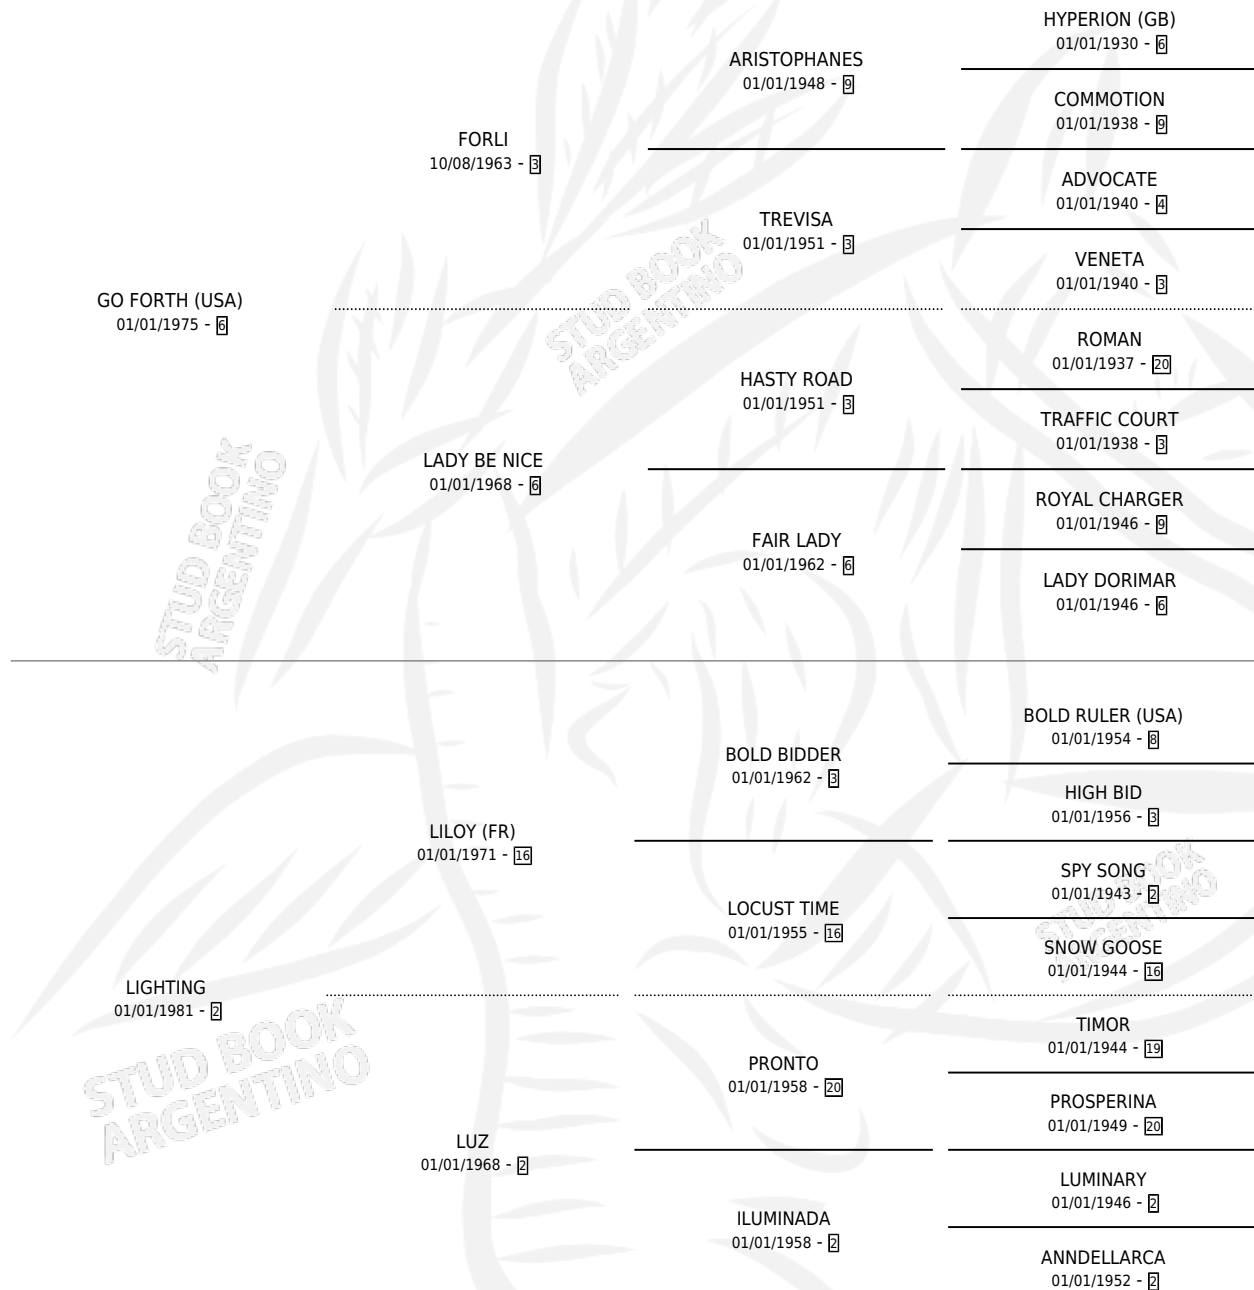 HYPERION (GB)
01/01/1930 - 6
ARISTOPHANES
01/01/1948 - 9
COMMOTION
01/01/1938 - 9
FORLI
10/08/1963 - 3
ADVOCATE
01/01/1940 - 4
TREVISA
01/01/1951 - 3
VENETA
01/01/1940 - 3
GO FORTH (USA)
01/01/1975 - 6
ROMAN
01/01/1937 - 20
HASTY ROAD
01/01/1951 - 3
TRAFFIC COURT
01/01/1938 - 3
LADY BE NICE
01/01/1968 - 6
ROYAL CHARGER
01/01/1946 - 9
FAIR LADY
01/01/1962 - 6
LADY DORIMAR
01/01/1946 - 6
BOLD RULER (USA)
01/01/1954 - 8
BOLD BIDDER
01/01/1962 - 3
HIGH BID
01/01/1956 - 3
LILOY (FR)
01/01/1971 - 16
SPY SONG
01/01/1943 - 2
LOCUST TIME
01/01/1955 - 16
SNOW GOOSE
01/01/1944 - 16
LIGHTING
01/01/1981 - 2
TIMOR
01/01/1944 - 19
PRONTO
01/01/1958 - 20
PROSPERINA
01/01/1949 - 20
LUZ
01/01/1968 - 2
LUMINARY
01/01/1946 - 2
ILUMINADA
01/01/1958 - 2
ANNDELLARCA
01/01/1952 - 2
STUD BOOK
ARGENTINO
STUD BOOK
ARGENTINO
STUD BOOK
ARGENTINO
STUD BOOK
ARGENTINO